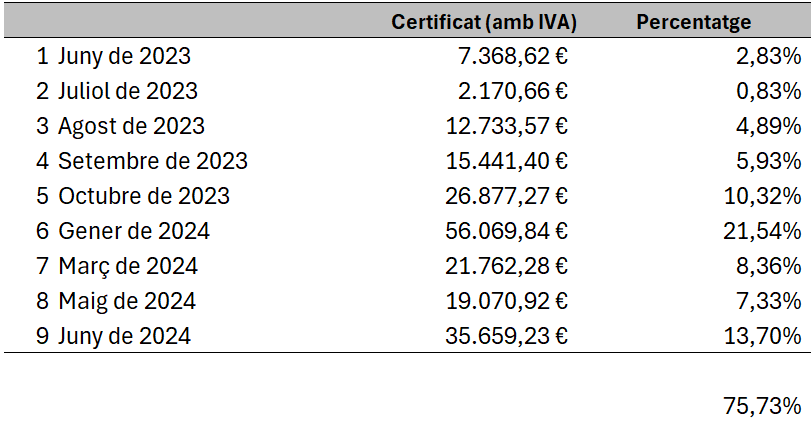 Certificat (amb IVA) Percentatge
1 Juny de 2023 7.368,62 € 2,83%
2 Juliol de 2023 2.170,66 € 0,83%
3 Agost de 2023 12.733,57 € 4,89%
4 Setembre de 2023 15.441,40 € 5,93%
5 Octubre de 2023 26.877,27 € 10,32%
6 Gener de 2024 56.069,84 € 21,54%
7 Març de 2024 21.762,28 € 8,36%
8 Maig de 2024 19.070,92 € 7,33%
9 Juny de 2024 35.659,23 € 13,70%
75,73%